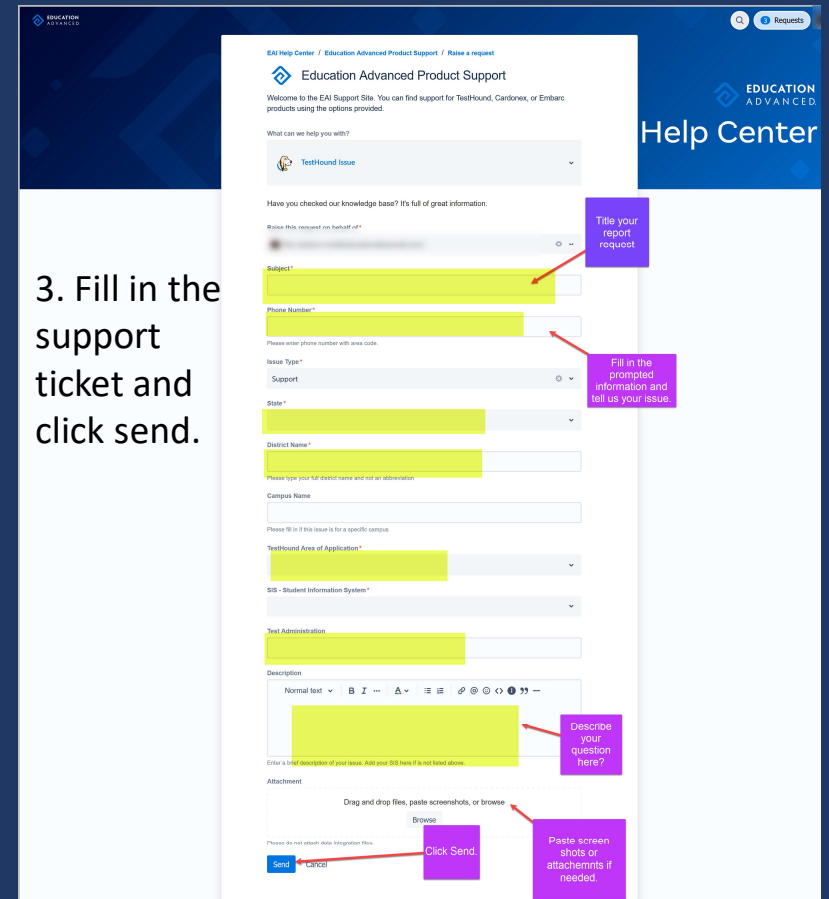 EDUCATION
ADVANCED
3 Requests
EAI Help Center / Education Advanced Product Support / Raise a request
Education Advanced Product Support
Welcome to the EAI Support Site. You can find support for TestHound, Cardonex, or Embarc
products using the options provided.
EDUCATION
ADVANCED
Help Center
What can we help you with?
TestHound Issue
Have you checked our knowledge base? It's full of great information.
Raise this request on behalf of*
Title your
report
request
3. Fill in the
support
ticket and
click send.
Subject*
Phone Number*
Please enter phone number with area code.
Issue Type*
Support
Fill in the
prompted
information and
tell us your issue.
State*
District Name*
Please type your full district name and not an abbreviation
Campus Name
Please fill in if this issue is for a specific campus
TestHound Area of Application*
SIS - Student Information System*
Test Administration
Description
Normal text B I ... A
Describe
your
question
here?
Enter a brief description of your issue. Add your SIS here if is not listed above.
Attachment
Drag and drop files, paste screenshots, or browse
Browse
Please do not attach data integration files.
Click Send.
Paste screen
shots or
attachemnts if
needed.
Send Cancel